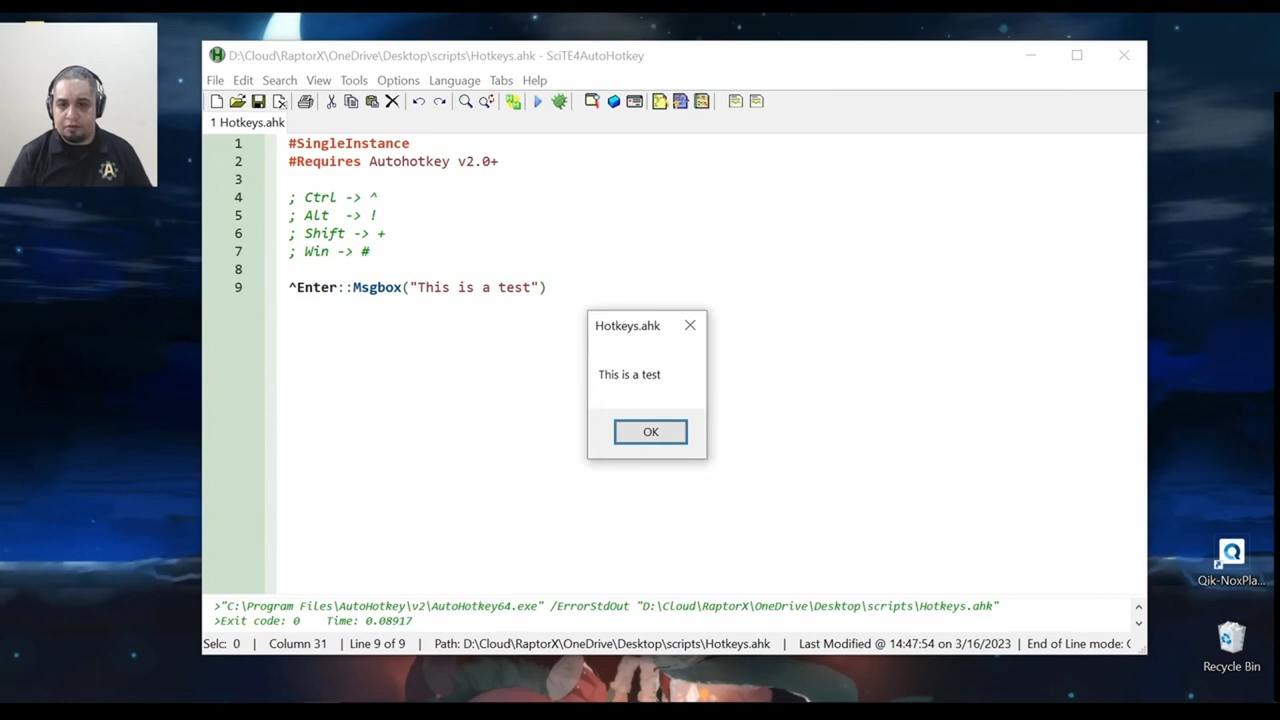 D:\Cloud\RaptorX\OneDrive\Desktop\scripts\Hotkeys.ahk - SciTE4AutoHotkey
File Edit Search View Tools Options Language Tabs Help
1 Hotkeys.ahk
1 #SingleInstance
2 #Requires Autohotkey v2.0+
3
4 ; Ctrl -> ^
5 ; Alt -> !
6 ; Shift -> +
7 ; Win -> #
8
9 ^Enter::Msgbox("This is a test")
Hotkeys.ahk
This is a test
OK
>"C:\Program Files\AutoHotkey\v2\AutoHotkey64.exe" /ErrorStdOut "D:\Cloud\RaptorX\OneDrive\Desktop\scripts\Hotkeys.ahk"
>Exit code: 0 Time: 0.08917
Selc: 0 | Column 31 | Line 9 of 9 | Path: D:\Cloud\RaptorX\OneDrive\Desktop\scripts\Hotkeys.ahk | Last Modified @ 14:47:54 on 3/16/2023 | End of Line mode: C
A
Qik-NoxPla...
Recycle Bin